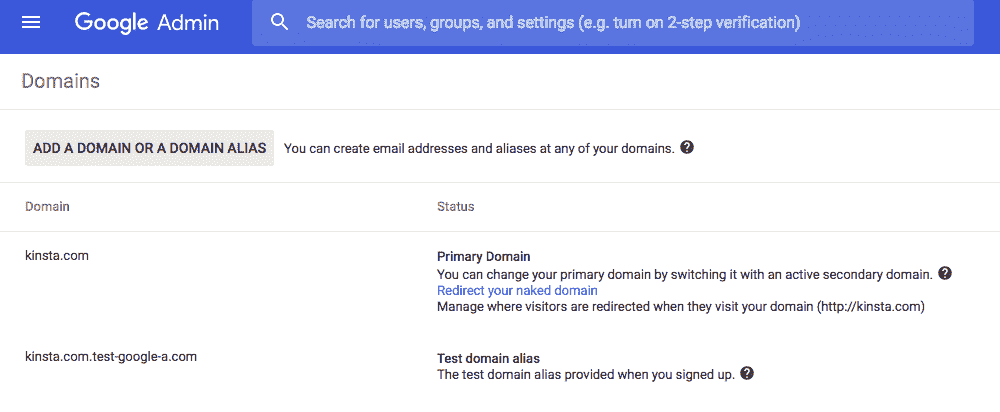 Google Admin
Search for users, groups, and settings (e.g. turn on 2-step verification)
Domains
ADD A DOMAIN OR A DOMAIN ALIAS You can create email addresses and aliases at any of your domains. ?
Domain Status
kinsta.com Primary Domain
You can change your primary domain by switching it with an active secondary domain. ?
Redirect your naked domain
Manage where visitors are redirected when they visit your domain (http://kinsta.com)
kinsta.com.test-google-a.com Test domain alias
The test domain alias provided when you signed up. ?